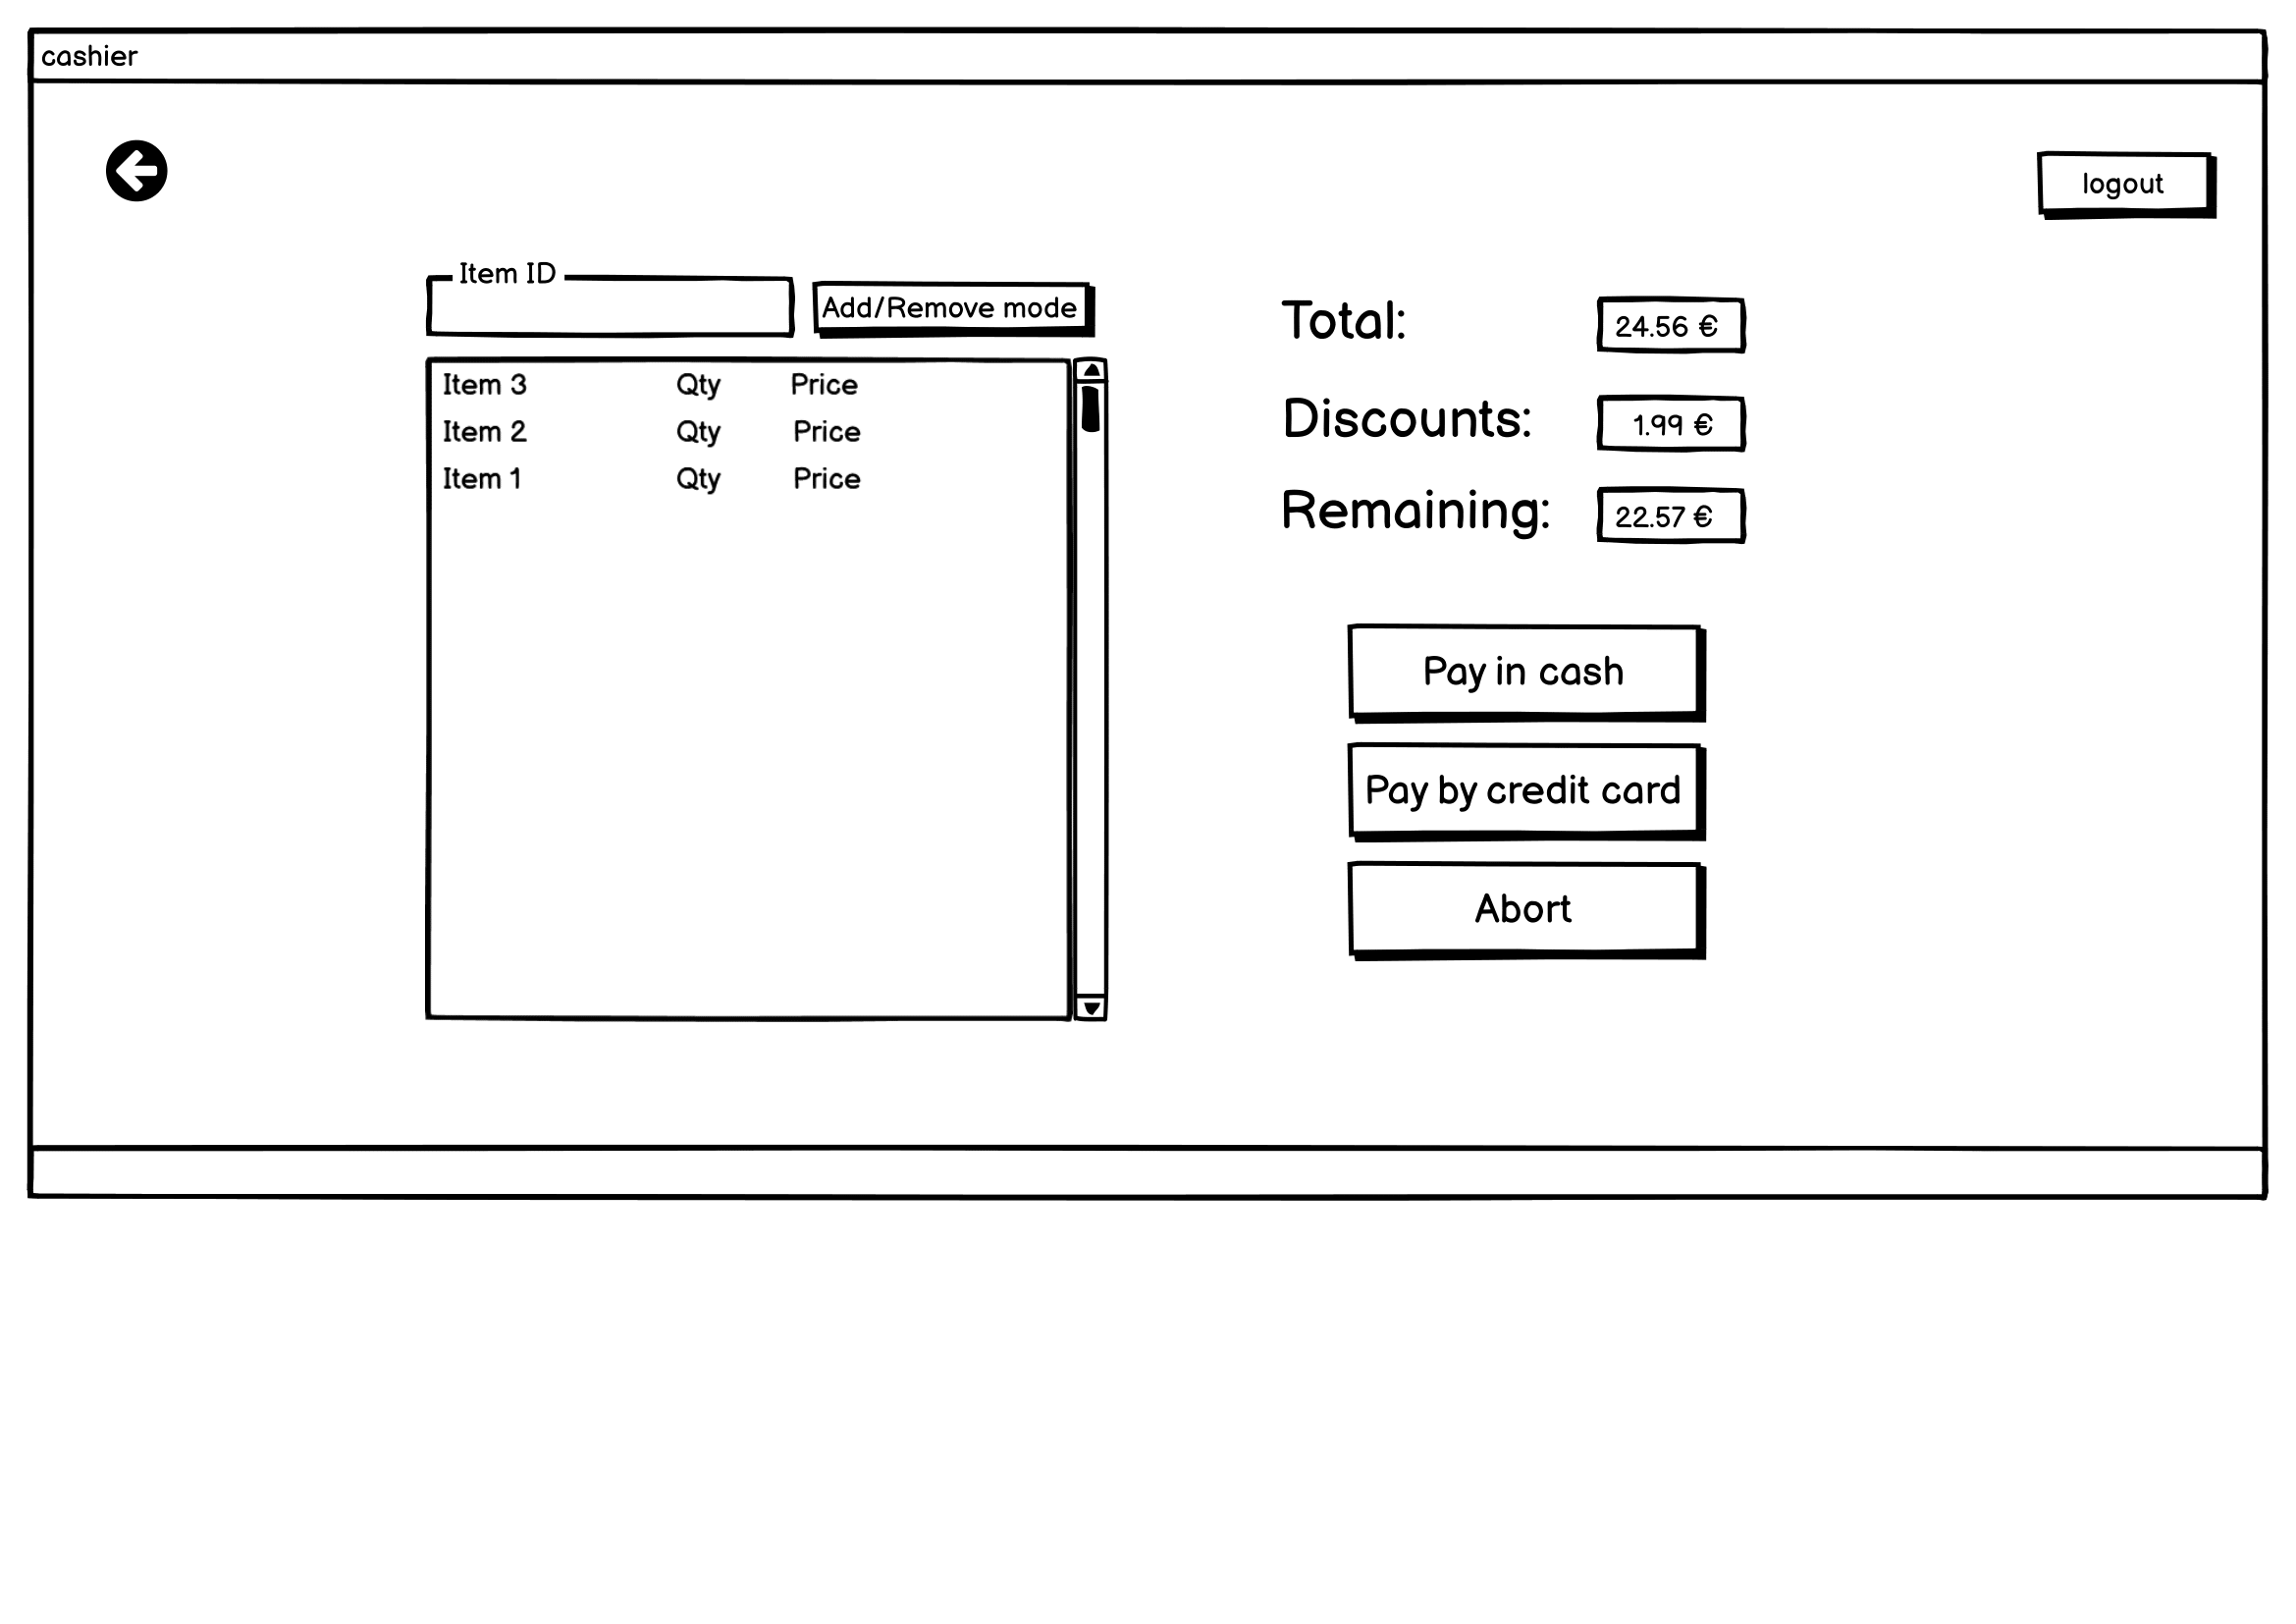 cashier
logout
Item ID
Add/Remove mode
Item 3 Qty Price
Item 2 Qty Price
Item 1 Qty Price
Total: 24.56 €
Discounts: 1.99 €
Remaining: 22.57 €
Pay in cash
Pay by credit card
Abort